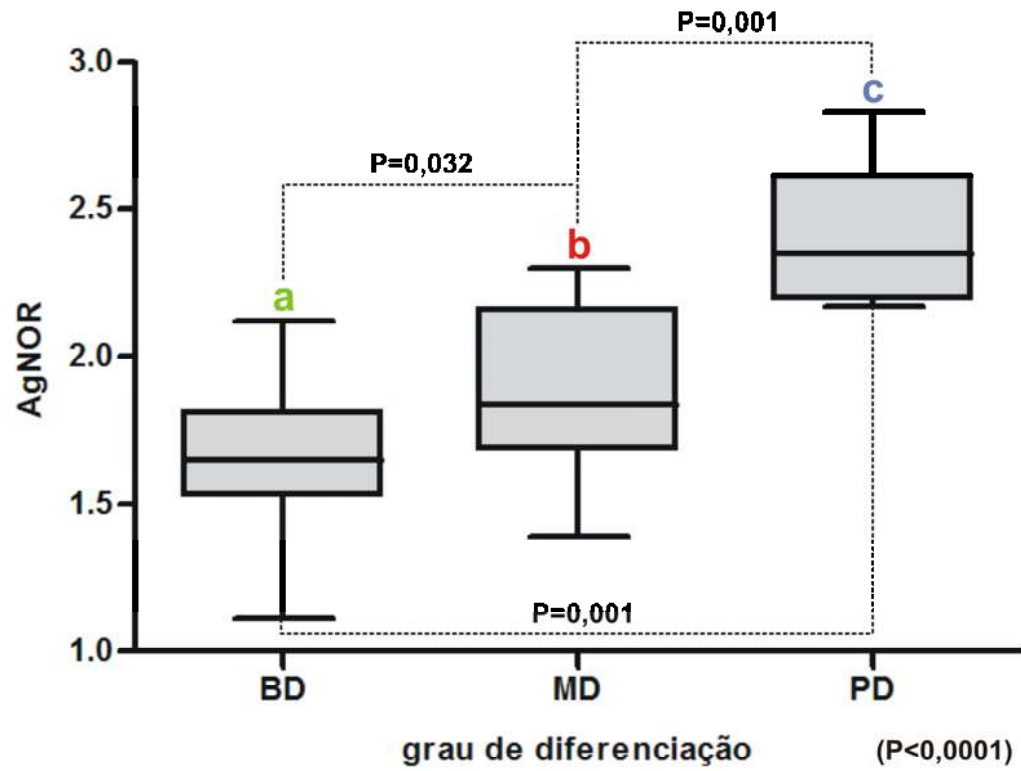 P=0,001
3.0
c
P=0,032
2.5
b
a
AgNOR
2.0
1.5
P=0,001
1.0
BD MD PD
grau de diferenciação (P<0,0001)